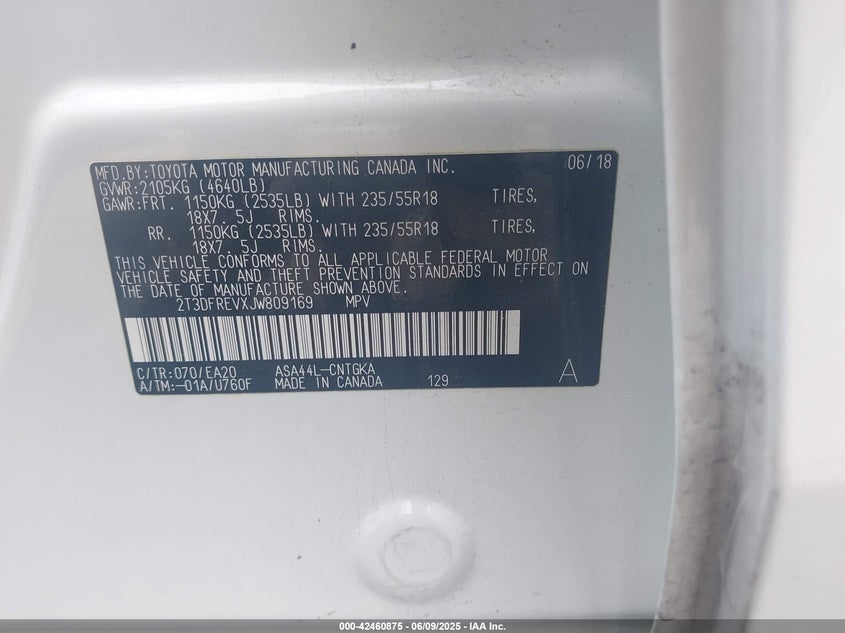 MFD.BY:TOYOTA MOTOR MANUFACTURING CANADA INC. 06/18
GVWR:2105KG (4640LB)
GAWR:FRT. 1150KG (2535LB) WITH 235/55R18 TIRES,
18X7. 5J RIMS.
RR. 1150KG (2535LB) WITH 235/55R18 TIRES,
18X7. 5J RIMS.
THIS VEHICLE CONFORMS TO ALL APPLICABLE FEDERAL MOTOR
VEHICLE SAFETY AND THEFT PREVENTION STANDARDS IN EFFECT ON
THE DATE OF MANUFACTURE SHOWN ABOVE.
2T3DFREVXJW809169 MPV
C/TR:070/EA20 ASA44L-CNTGKA
A/TM:-01A/U760F MADE IN CANADA 129 A
000-42460875 - 06/09/2025 - IAA Inc.